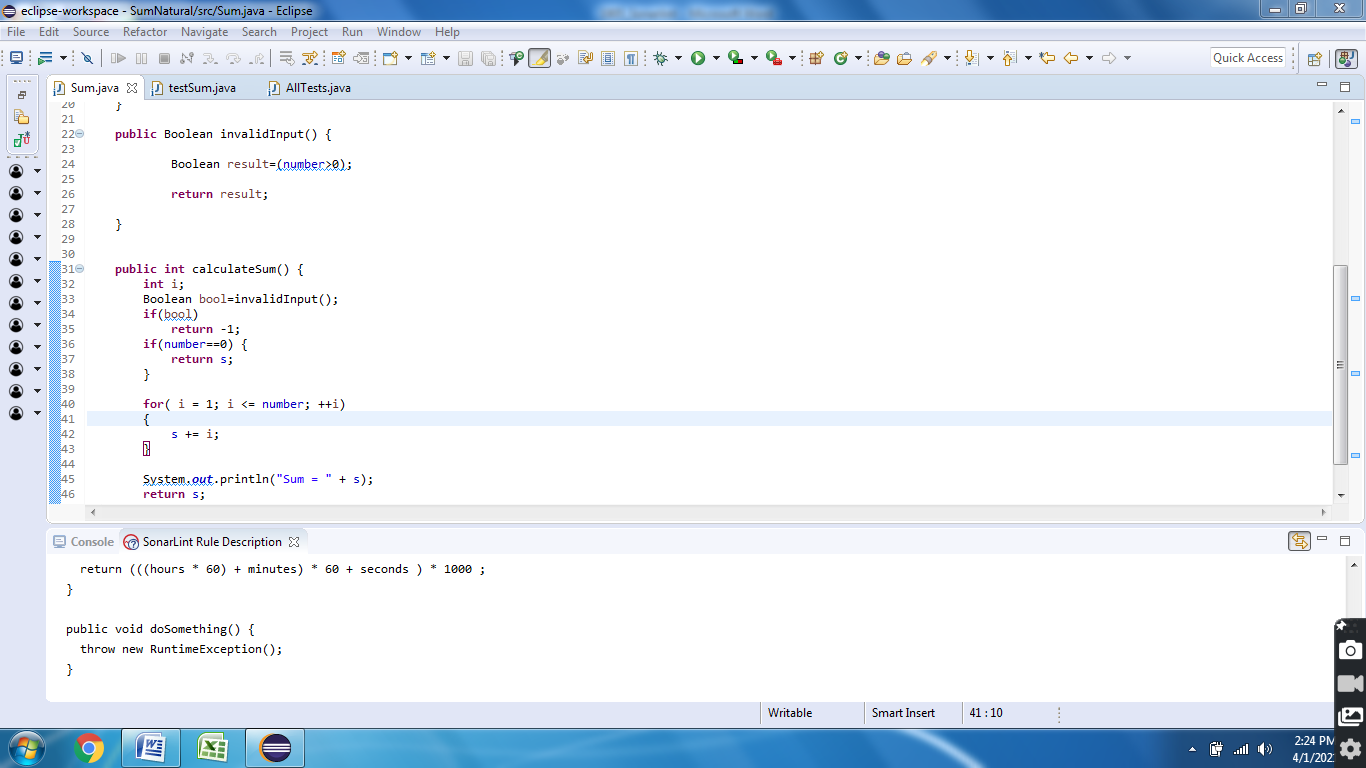 eclipse-workspace - SumNatural/src/Sum.java - Eclipse
File Edit Source Refactor Navigate Search Project Run Window Help
Quick Access
Sum.java testSum.java AllTests.java
20 }
21
22 public Boolean invalidInput() {
23
24 Boolean result=(number>0);
25
26 return result;
27
28 }
29
30
31 public int calculateSum() {
32 int i;
33 Boolean bool=invalidInput();
34 if(bool)
35 return -1;
36 if(number==0) {
37 return s;
38 }
39
40 for( i = 1; i <= number; ++i)
41 {
42 s += i;
43 }
44
45 System.out.println("Sum = " + s);
46 return s;
Console SonarLint Rule Description
return (((hours * 60) + minutes) * 60 + seconds ) * 1000 ;
}
public void doSomething() {
throw new RuntimeException();
}
Writable Smart Insert 41 : 10
2:24 PM
4/1/202